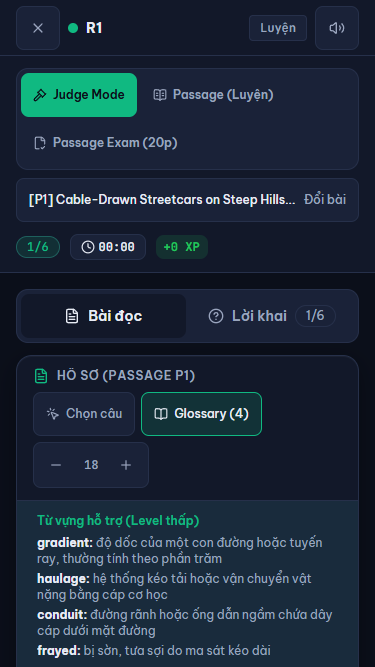 R1
Luyện
Judge Mode
Passage (Luyện)
Passage Exam (20p)
[P1] Cable-Drawn Streetcars on Steep Hills...
Đổi bài
1/6
00:00
+0 XP
Bài đọc
Lời khai
1/6
HỒ SƠ (PASSAGE P1)
Chọn câu
Glossary (4)
18
Từ vựng hỗ trợ (Level thấp)
gradient: độ dốc của một con đường hoặc tuyến
ray, thường tính theo phần trăm
haulage: hệ thống kéo tải hoặc vận chuyển vật
nặng bằng cáp cơ học
conduit: đường rãnh hoặc ống dẫn ngầm chứa dây
cáp dưới mặt đường
frayed: bị sờn, tưa sợi do ma sát kéo dài